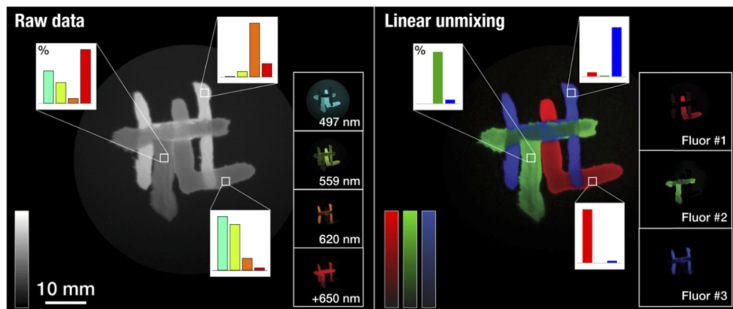 Raw data
%
497 nm
559 nm
620 nm
+650 nm
10 mm
Linear unmixing
%
Fluor #1
Fluor #2
Fluor #3